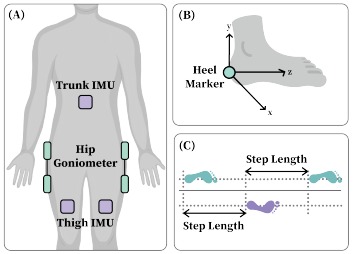 (A)
Trunk IMU
Hip
Goniometer
Thigh IMU
(B)
y
Heel
Marker
z
x
(C)
Step Length
Step Length